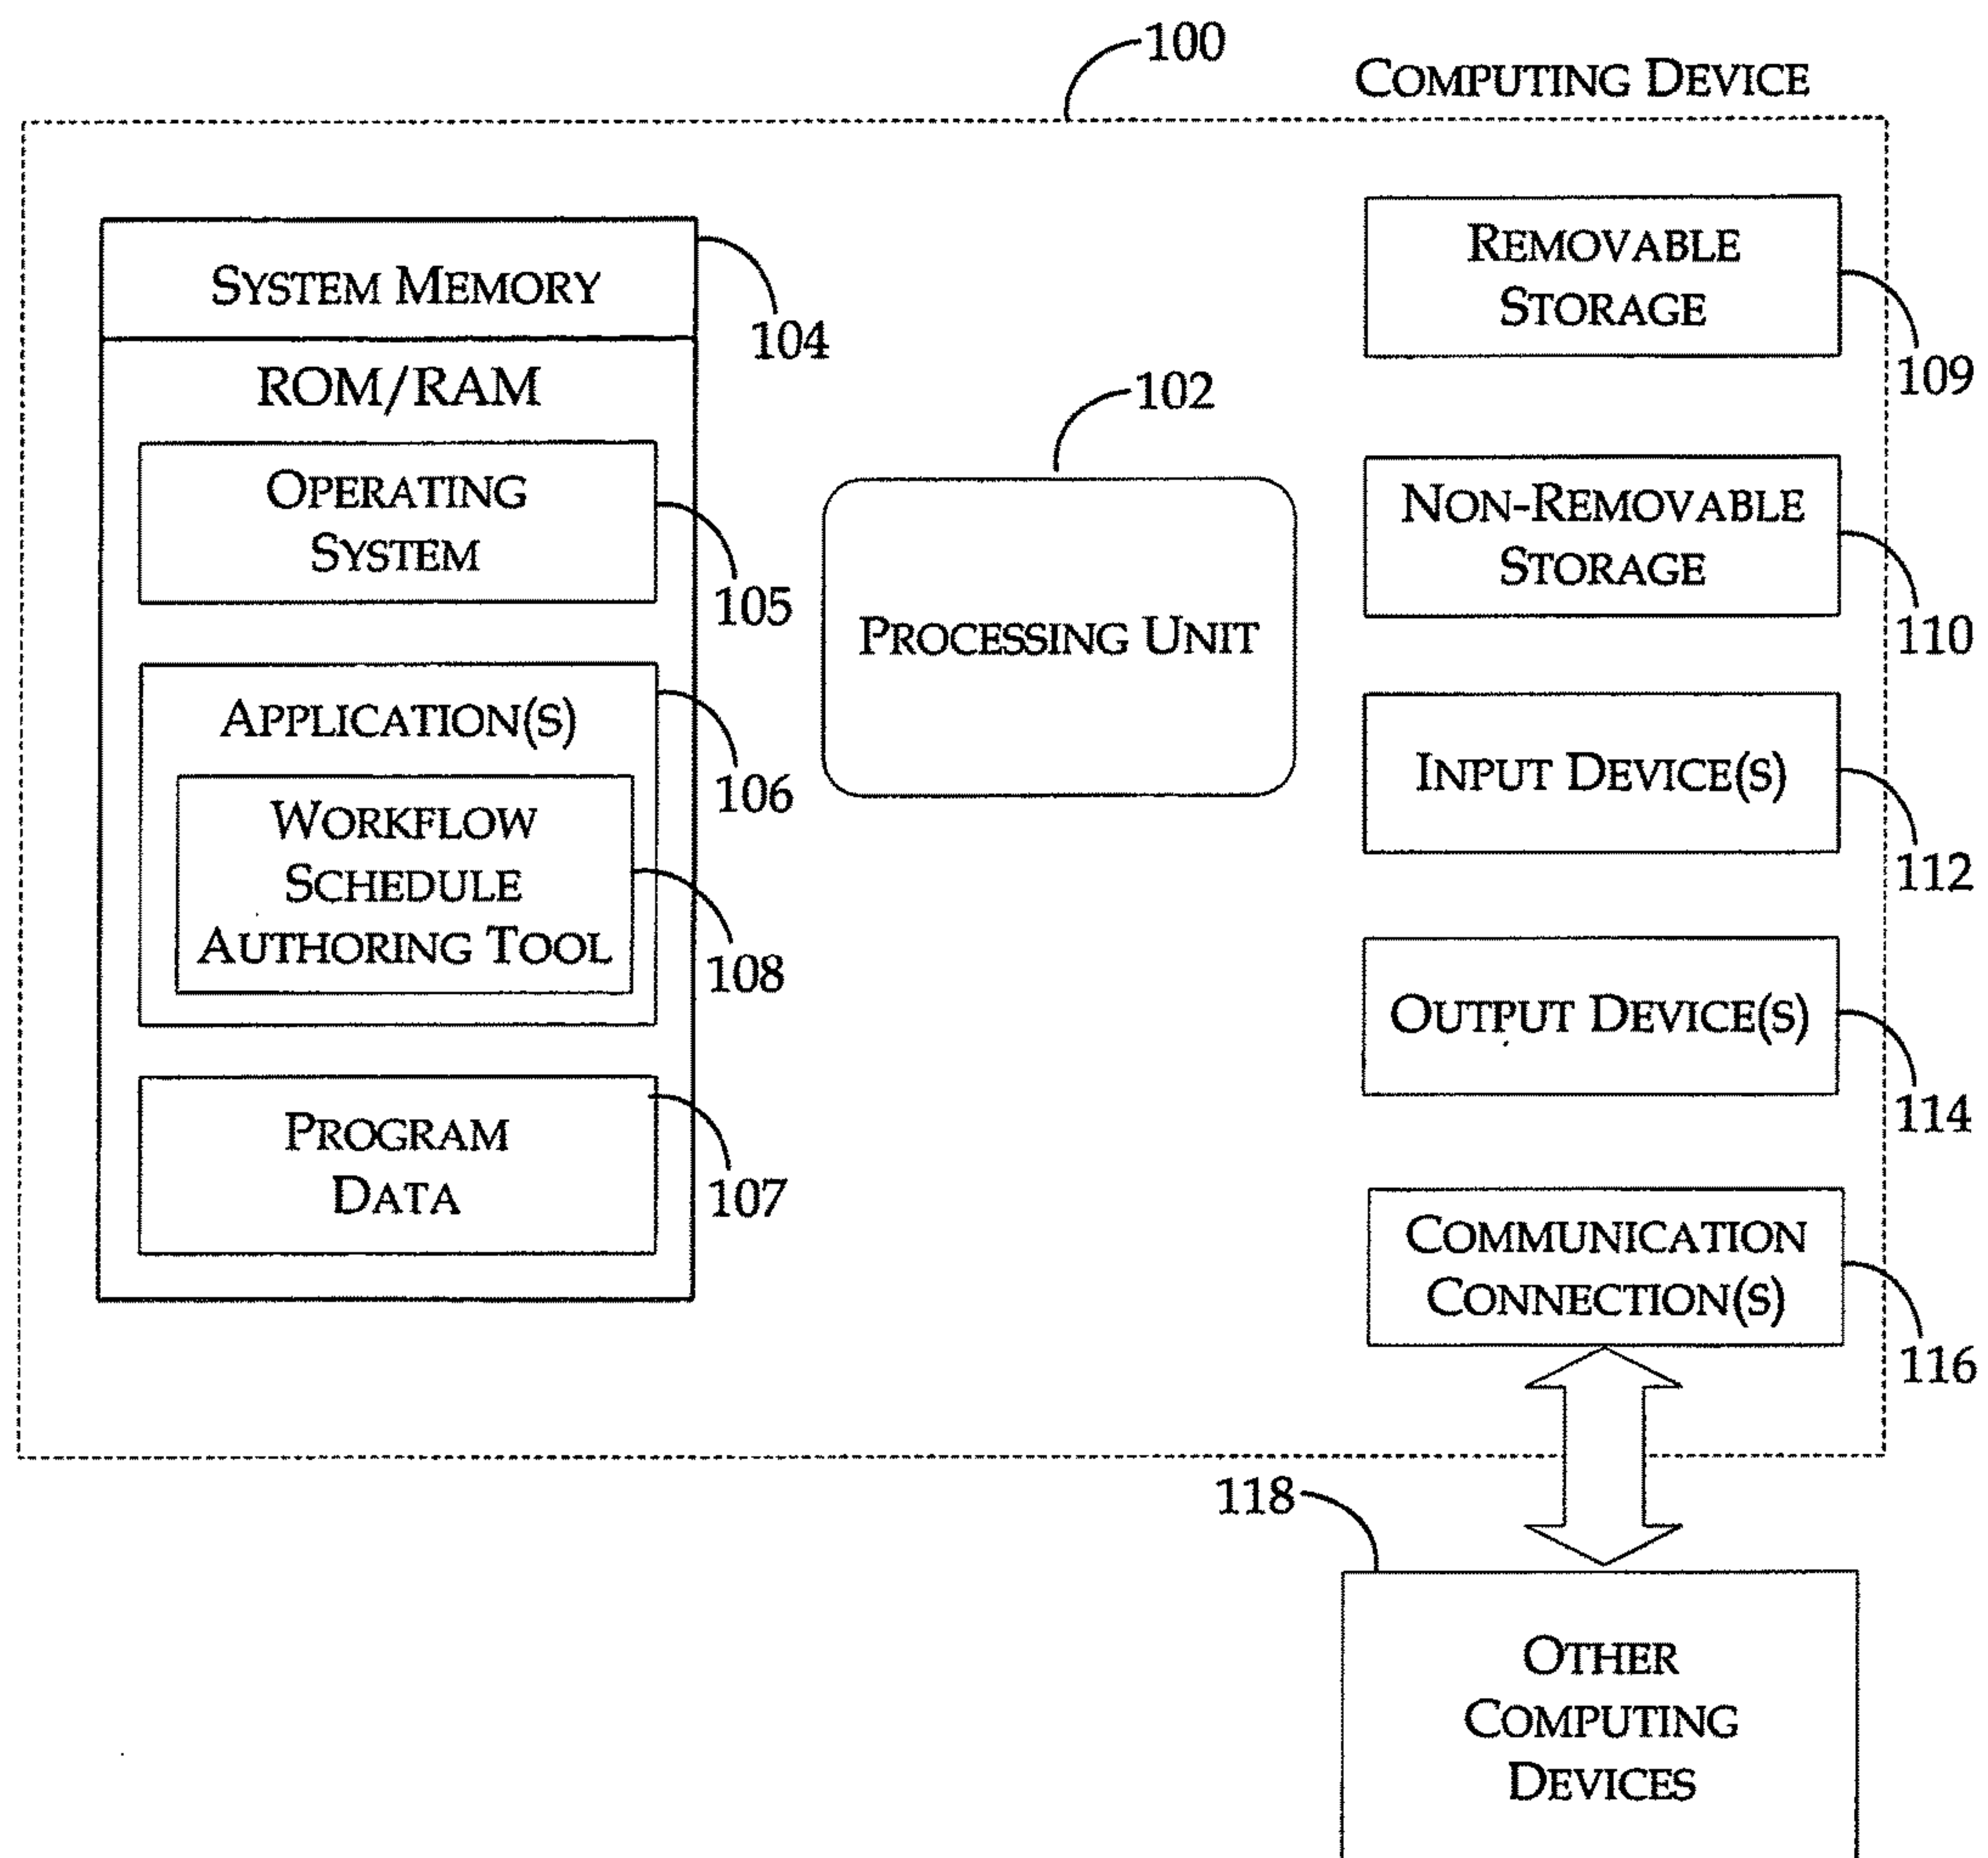 100
COMPUTING DEVICE
SYSTEM MEMORY
104
ROM/RAM
OPERATING
SYSTEM
105
APPLICATION(S)
106
WORKFLOW
SCHEDULE
AUTHORING TOOL
108
PROGRAM
DATA
107
102
PROCESSING UNIT
REMOVABLE
STORAGE
109
NON-REMOVABLE
STORAGE
110
INPUT DEVICE(S)
112
OUTPUT DEVICE(S)
114
COMMUNICATION
CONNECTION(S)
116
118
OTHER
COMPUTING
DEVICES